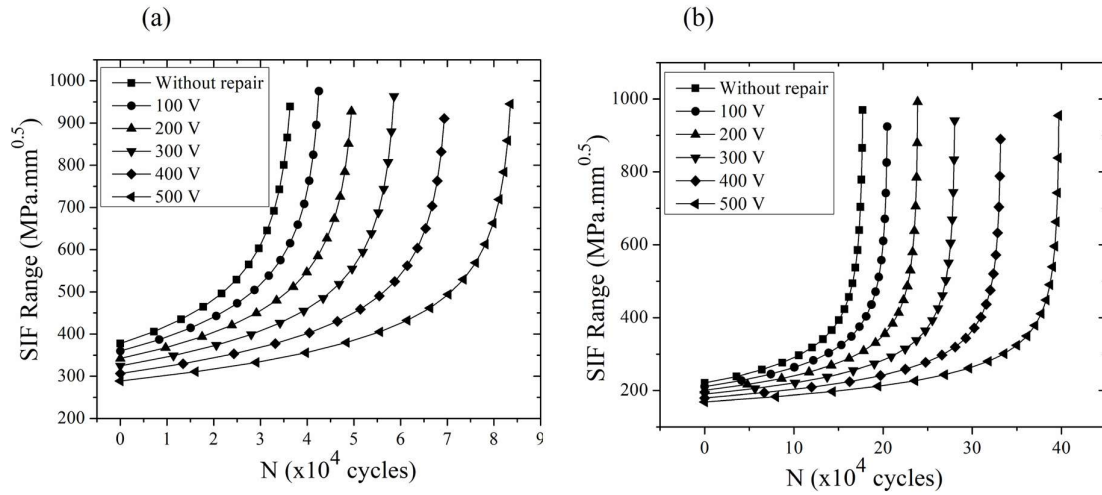 (a)
(b)
SIF Range (MPa.mm^0.5)
1000
900
800
700
600
500
400
300
200
Without repair
100 V
200 V
300 V
400 V
500 V
0 1 2 3 4 5 6 7 8 9
N (x10^4 cycles)
SIF Range (MPa.mm^0.5)
1000
800
600
400
200
Without repair
100 V
200 V
300 V
400 V
500 V
0 10 20 30 40
N (x10^4 cycles)